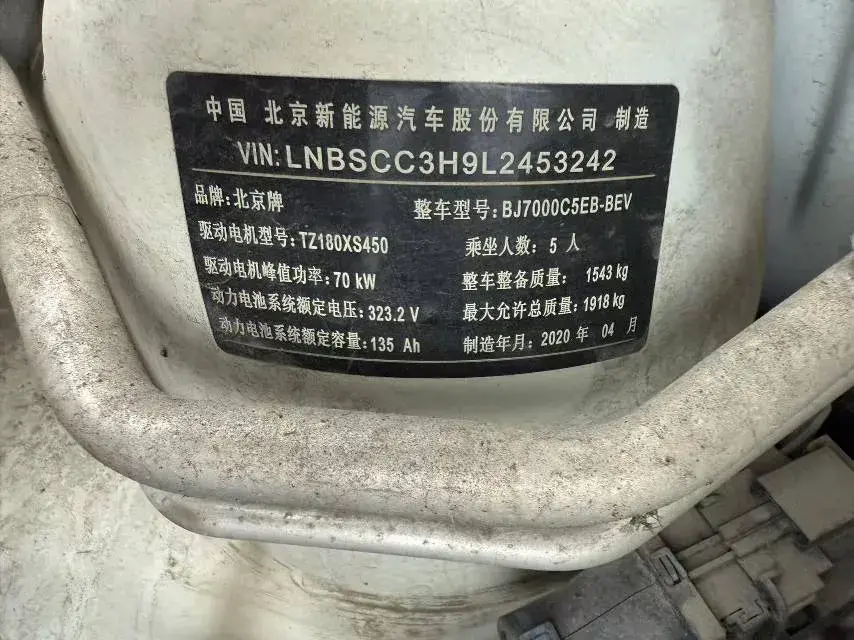 中国 北京新能源汽车股份有限公司 制造
VIN:LNBSCC3H9L2453242
品牌:北京牌 整车型号:BJ7000C5EB-BEV
驱动电机型号:TZ180XS450 乘坐人数:5 人
驱动电机峰值功率:70 kW 整车整备质量: 1543 kg
动力电池系统额定电压:323.2 V 最大允许总质量:1918 kg
动力电池系统额定容量:135 Ah 制造年月:2020 年 04 月